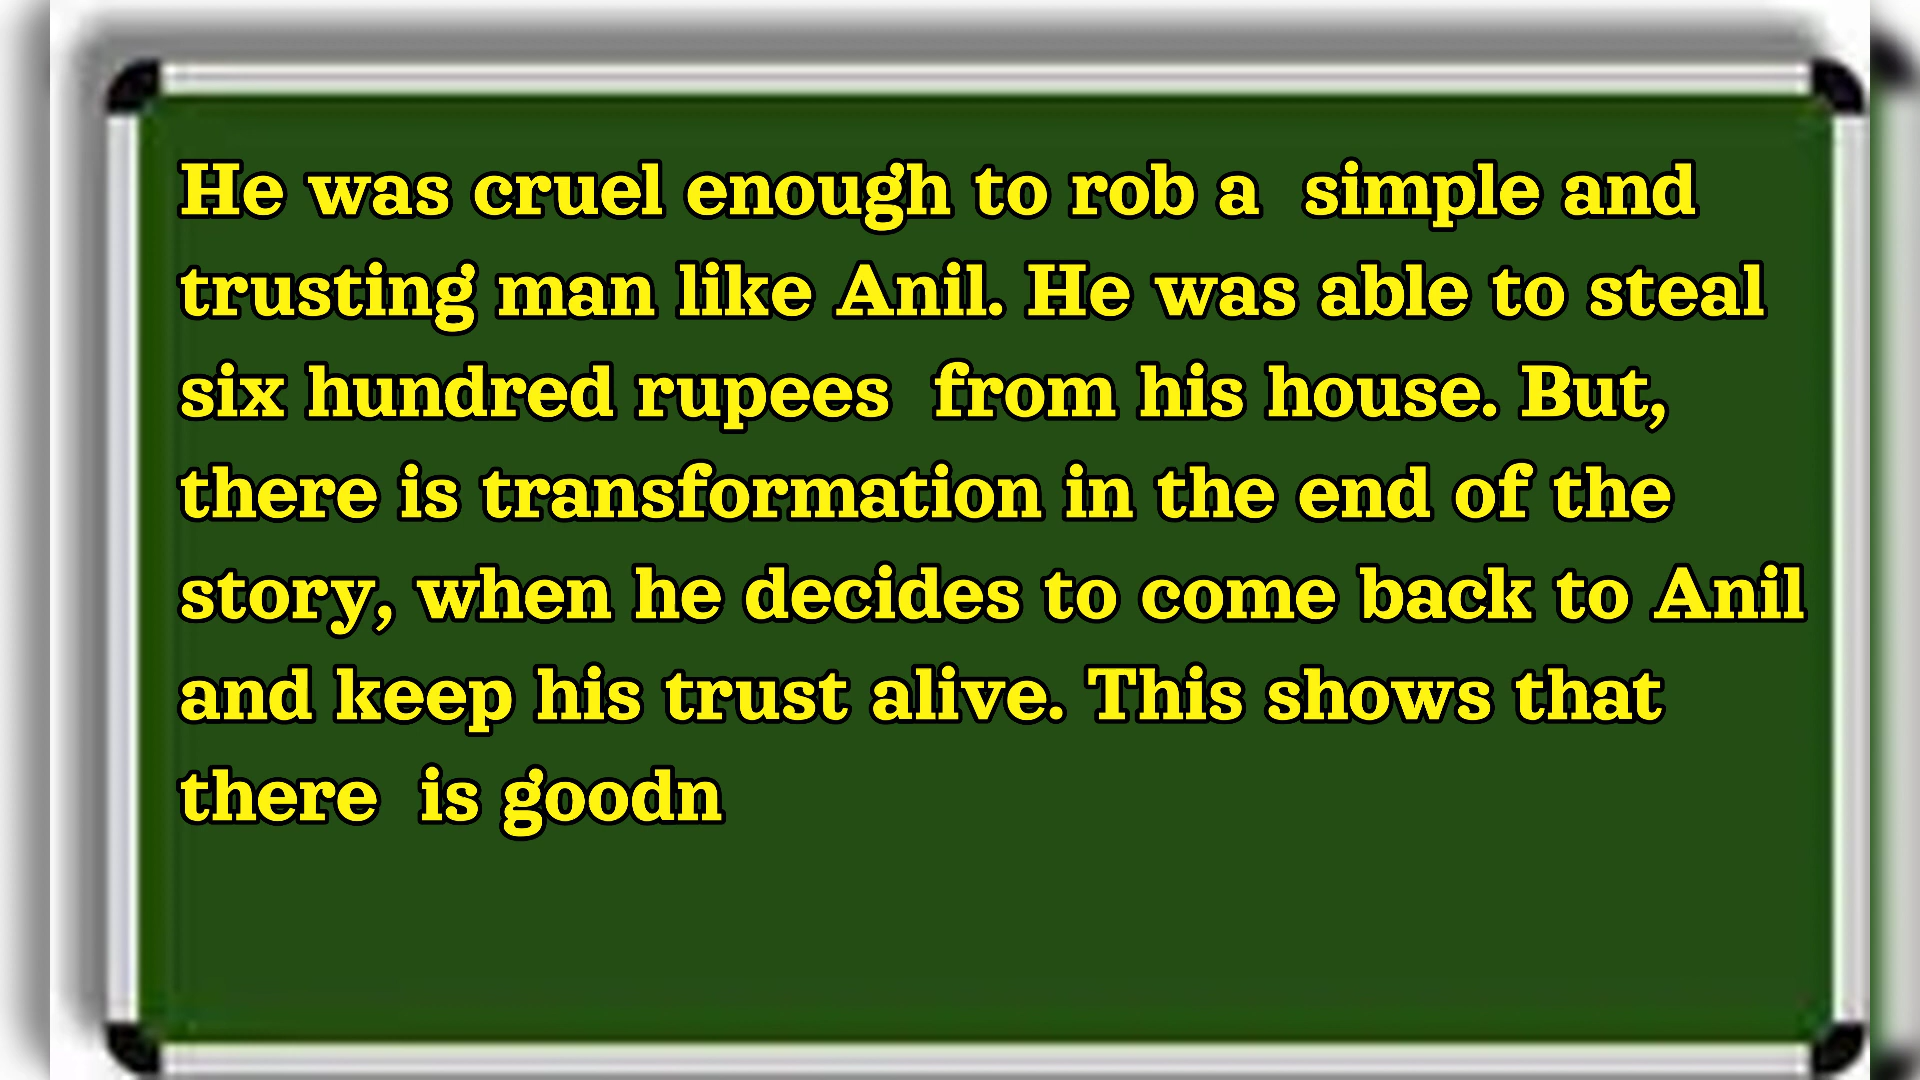 He was cruel enough to rob a  simple and
trusting man like Anil. He was able to steal
six hundred rupees  from his house. But,
there is transformation in the end of the
story, when he decides to come back to Anil
and keep his trust alive. This shows that
there  is goodn